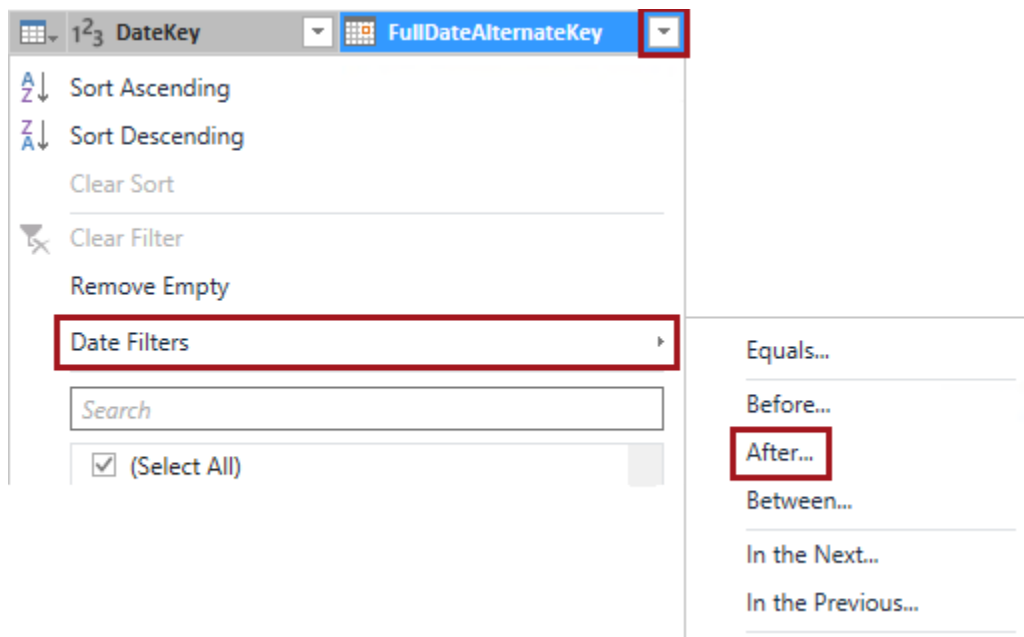 123 DateKey FullDateAlternateKey
A
Z Sort Ascending
Z
A Sort Descending
Clear Sort
Clear Filter
Remove Empty
Date Filters
Search
(Select All)
Equals...
Before...
After...
Between...
In the Next...
In the Previous...